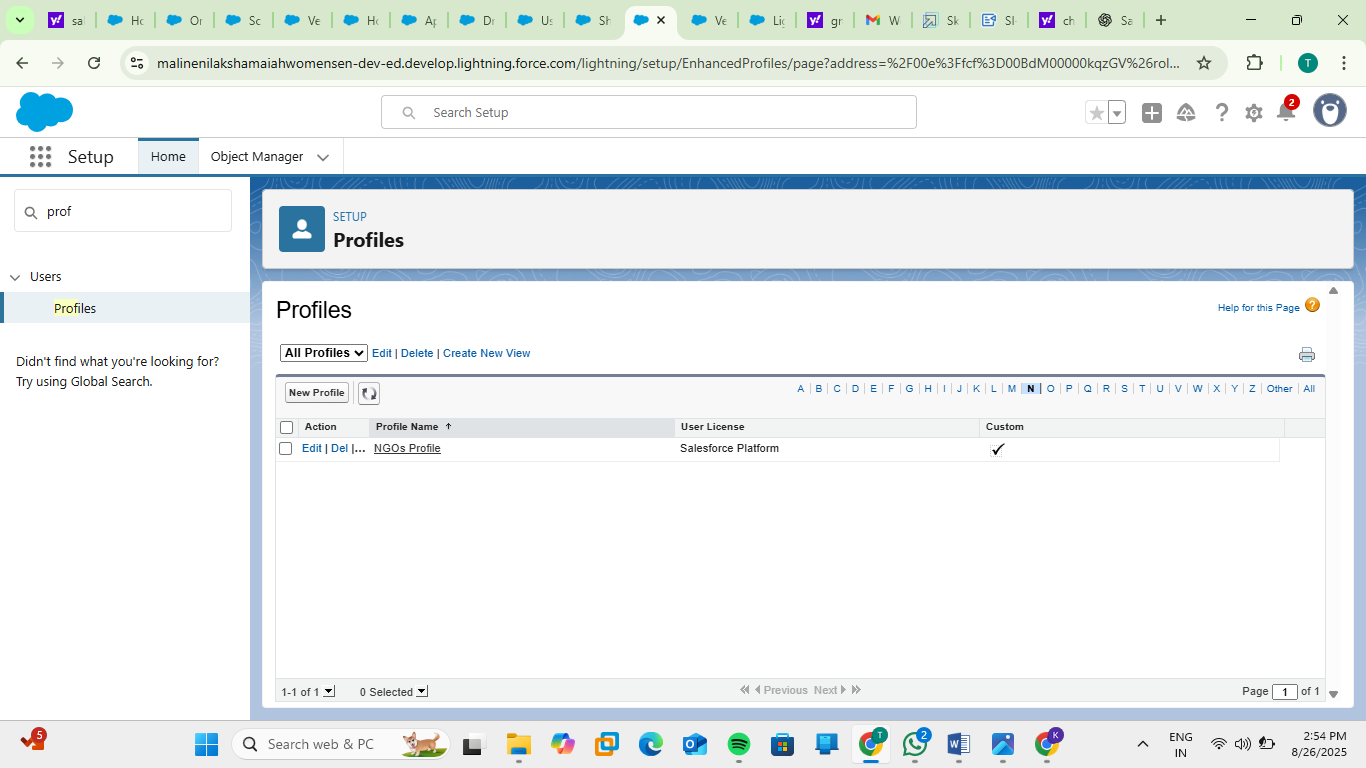 sa
Ho
Or
Sc
Ve
Ho
Ap
Dr
Us
Sh
Ve
Lig
gr
W
Sk
SI-
ch
Sa
malinenilakshamaiahwomensen-dev-ed.develop.lightning.force.com/lightning/setup/EnhancedProfiles/page?address=%2F00e%3Ffcf%3D00BdM00000kqzGV%26rol...
T
Search Setup
2
Setup
Home
Object Manager
prof
Users
Profiles
Didn't find what you're looking for?
Try using Global Search.
SETUP
Profiles
Profiles
Help for this Page ?
All Profiles Edit | Delete | Create New View
New Profile
A | B | C | D | E | F | G | H | I | J | K | L | M | N | O | P | Q | R | S | T | U | V | W | X | Y | Z | Other | All
Action Profile Name ↑ User License Custom
Edit | Del |... NGOs Profile Salesforce Platform ✓
1-1 of 1 0 Selected Previous Next Page 1 of 1
5
Search web & PC
T
2
K
ENG
IN
2:54 PM
8/26/2025